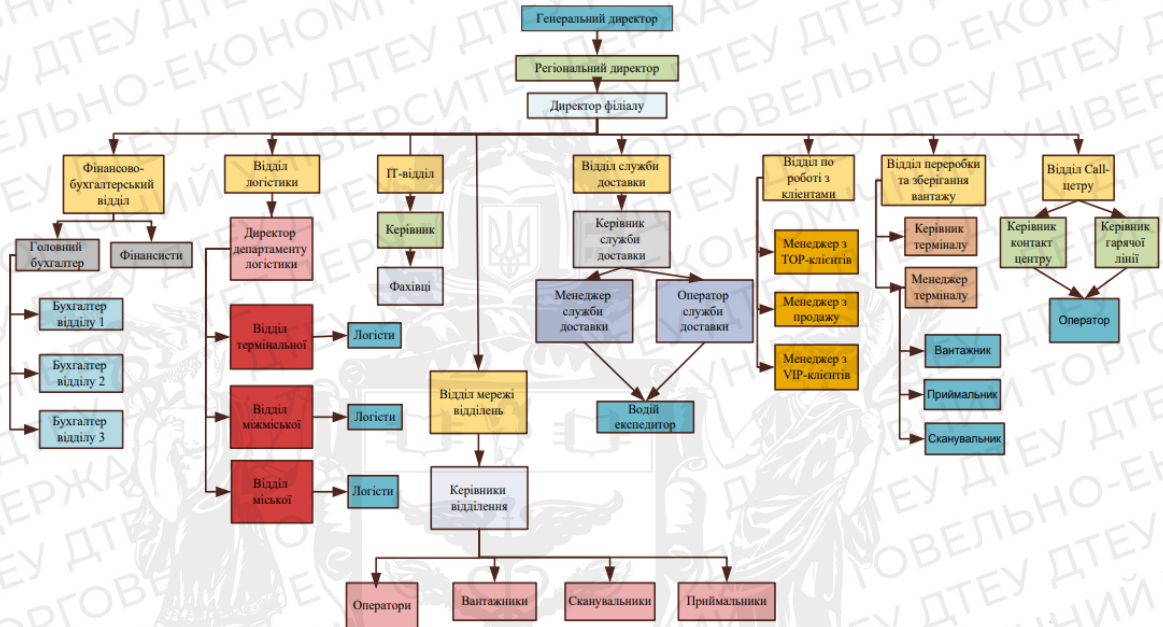 Генеральний директор
Регіональний директор
Директор філіалу
Фінансово-
бухгалтерський
відділ
Відділ
логістики
ІТ-відділ
Відділ служби
доставки
Відділ по
роботі з
клієнтами
Відділ переробки
та зберігання
вантажу
Відділ Call-
цетру
Головний
бухгалтер
Фінансисти
Бухгалтер
відділу 1
Бухгалтер
відділу 2
Бухгалтер
відділу 3
Директор
департаменту
логістики
Відділ
термінальної
Логісти
Відділ
міжміської
Логісти
Відділ
міської
Логісти
Керівник
Фахівці
Відділ мережі
відділень
Керівники
відділення
Оператори
Вантажники
Сканувальники
Приймальники
Керівник
служби
доставки
Менеджер
служби
доставки
Оператор
служби
доставки
Водій
експедитор
Менеджер з
TOP-клієнтів
Менеджер з
продажу
Менеджер з
VIP-клієнтів
Керівник
терміналу
Менеджер
терміналу
Вантажник
Приймальник
Сканувальник
Керівник
контакт
центру
Керівник
гарячої
лінії
Оператор